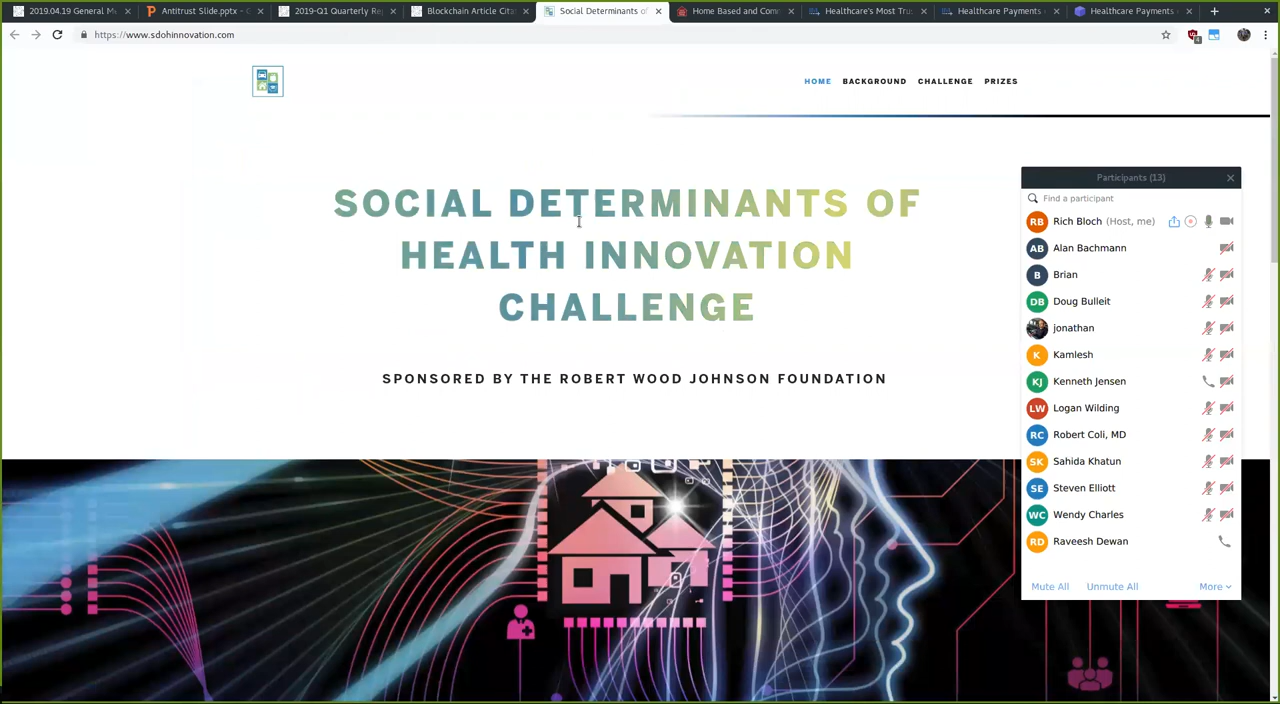 2019.04.19 General M
Antitrust Slide.pptx - G
2019-Q1 Quarterly Re
Blockchain Article Cita
Social Determinants of
Home Based and Com
Healthcare's Most Trus
Healthcare Payments
Healthcare Payments
https://www.sdohinnovation.com
HOME BACKGROUND CHALLENGE PRIZES
SOCIAL DETERMINANTS OF
HEALTH INNOVATION
CHALLENGE
SPONSORED BY THE ROBERT WOOD JOHNSON FOUNDATION
Participants (13)
Find a participant
RB Rich Bloch (Host, me)
AB Alan Bachmann
B Brian
DB Doug Bulleit
jonathan
K Kamlesh
KJ Kenneth Jensen
LW Logan Wilding
RC Robert Coli, MD
SK Sahida Khatun
SE Steven Elliott
WC Wendy Charles
RD Raveesh Dewan
Mute All Unmute All More